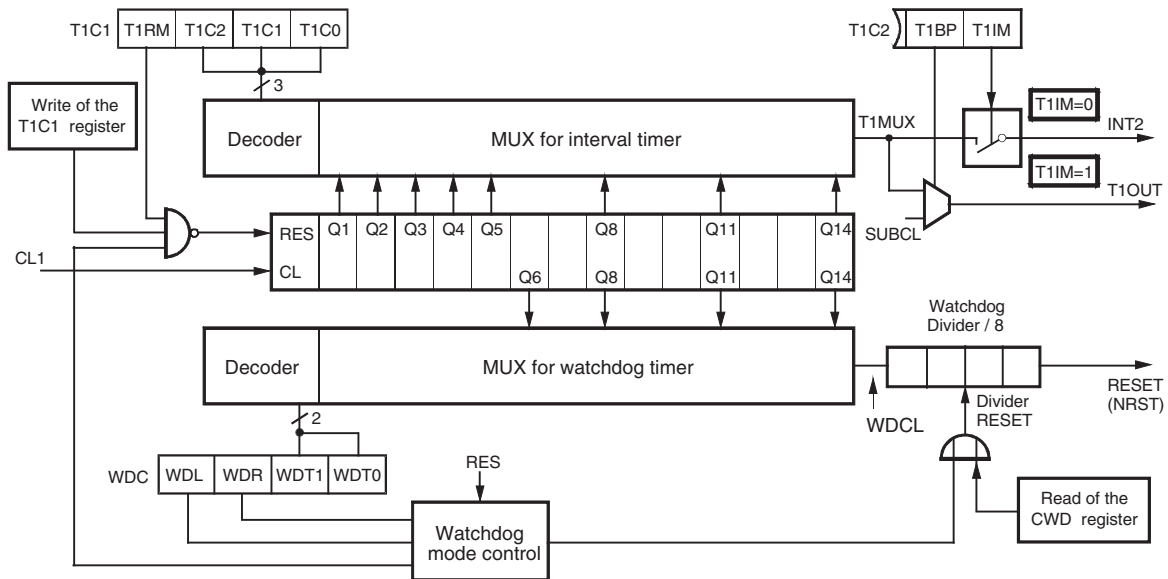 T1C1 T1RM T1C2 T1C1 T1C0
T1C2 T1BP T1IM
3
Write of the
T1C1 register
Decoder
MUX for interval timer
T1MUX
T1IM=0
INT2
T1IM=1
T1OUT
SUBCL
RES
Q1 Q2 Q3 Q4 Q5 Q8 Q11 Q14
CL1
CL
Q6 Q8 Q11 Q14
Watchdog
Divider / 8
Decoder
MUX for watchdog timer
RESET
(NRST)
Divider
RESET
WDCL
2
WDC WDL WDR WDT1 WDT0
RES
Watchdog
mode control
Read of the
CWD register